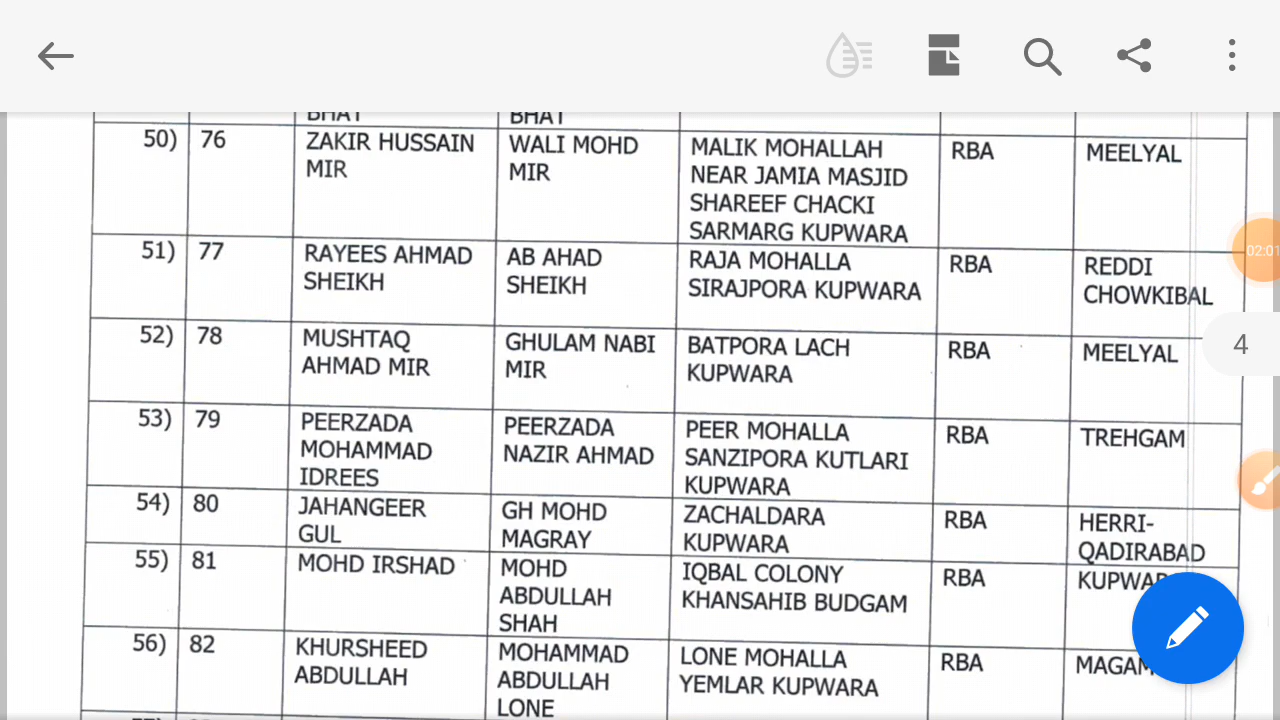 BHAT BHAT
50) 76 ZAKIR HUSSAIN WALI MOHD MALIK MOHALLAH RBA MEELYAL
MIR MIR NEAR JAMIA MASJID
SHAREEF CHACKI
SARMARG KUPWARA
51) 77 RAYEES AHMAD AB AHAD RAJA MOHALLA RBA REDDI
SHEIKH SHEIKH SIRAJPORA KUPWARA CHOWKIBAL
52) 78 MUSHTAQ GHULAM NABI BATPORA LACH RBA MEELYAL
AHMAD MIR MIR KUPWARA
53) 79 PEERZADA PEERZADA PEER MOHALLA RBA TREHGAM
MOHAMMAD NAZIR AHMAD SANZIPORA KUTLARI
IDREES KUPWARA
54) 80 JAHANGEER GH MOHD ZACHALDARA RBA HERRI-
GUL MAGRAY KUPWARA QADIRABAD
55) 81 MOHD IRSHAD MOHD IQBAL COLONY RBA
ABDULLAH KHANSAHIB BUDGAM
SHAH
56) 82 KHURSHEED MOHAMMAD LONE MOHALLA RBA MAGAM
ABDULLAH ABDULLAH YEMLAR KUPWARA
LONE
02:01
4